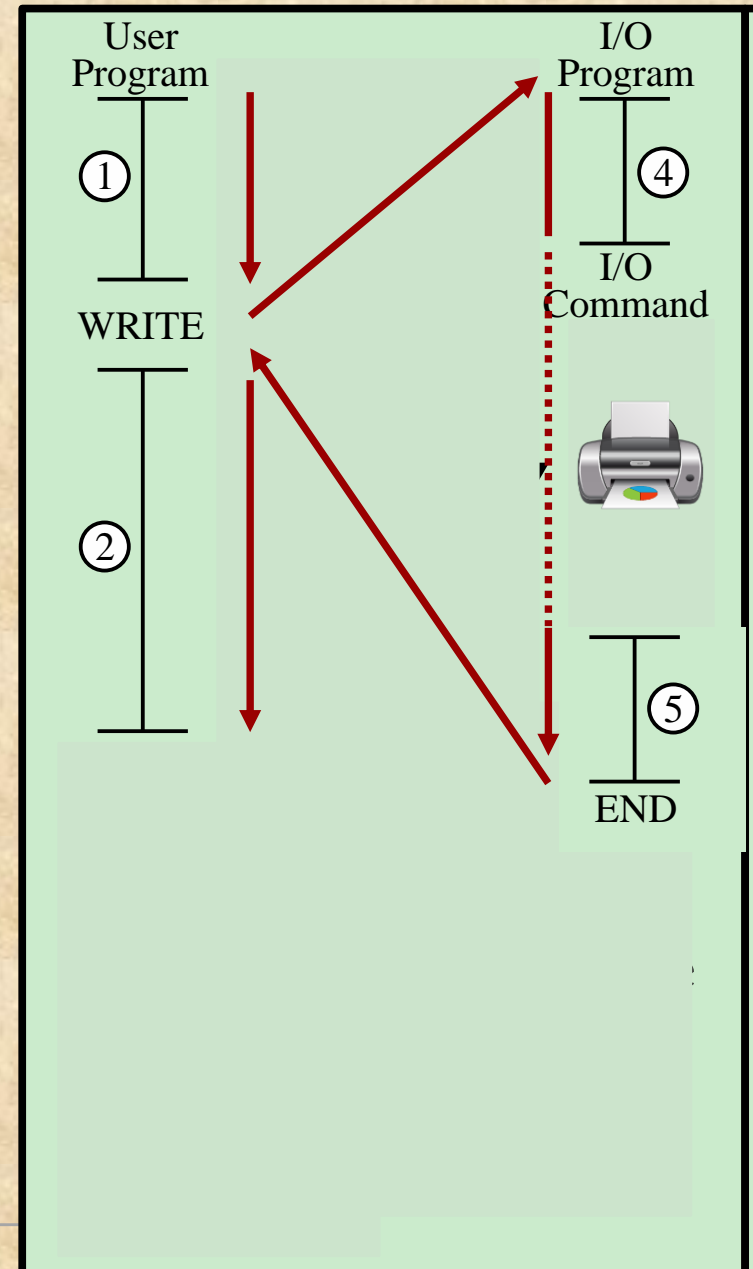 User
Program
1
WRITE
2
I/O
Program
4
I/O
Command
5
END